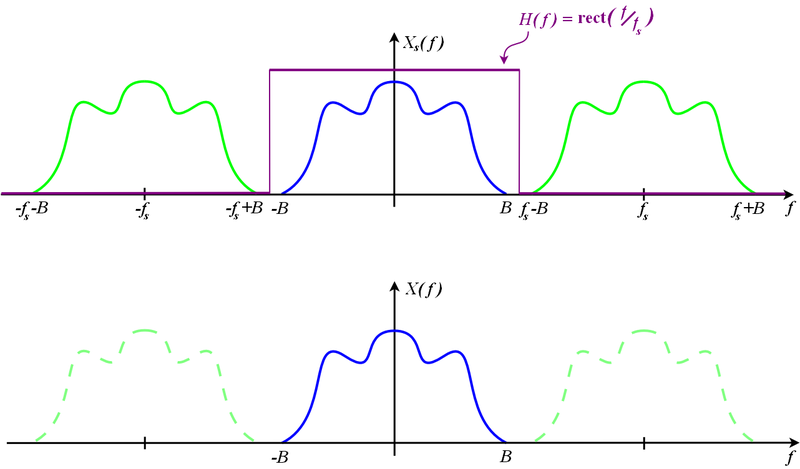 H(f) = rect(f/fs)
Xs(f)
-fs-B -fs -fs+B -B B fs-B fs fs+B f
X(f)
-B B f